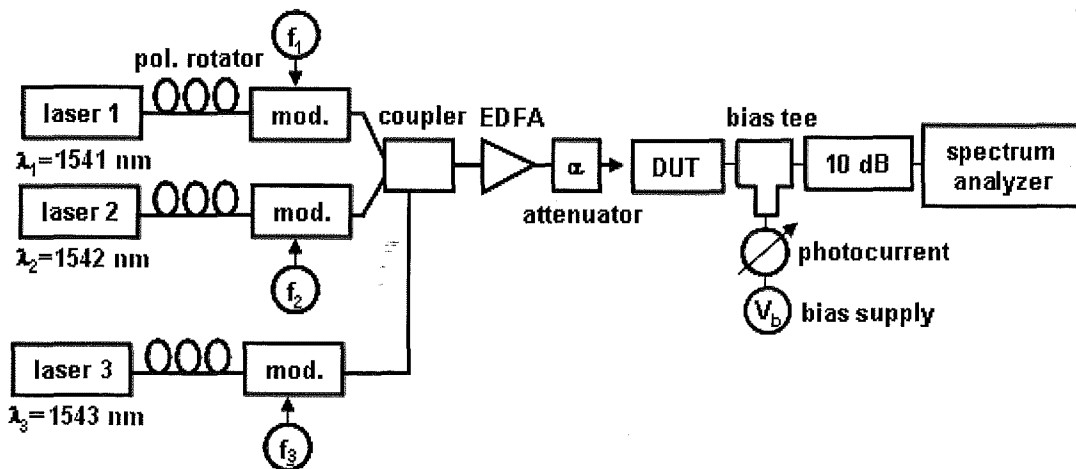 f₁
pol. rotator
laser 1
mod.
coupler
EDFA
bias tee
λ₁=1541 nm
DUT
10 dB
spectrum
analyzer
α
attenuator
laser 2
mod.
λ₂=1542 nm
f₂
photocurrent
V_b
bias supply
laser 3
mod.
λ₃=1543 nm
f₃